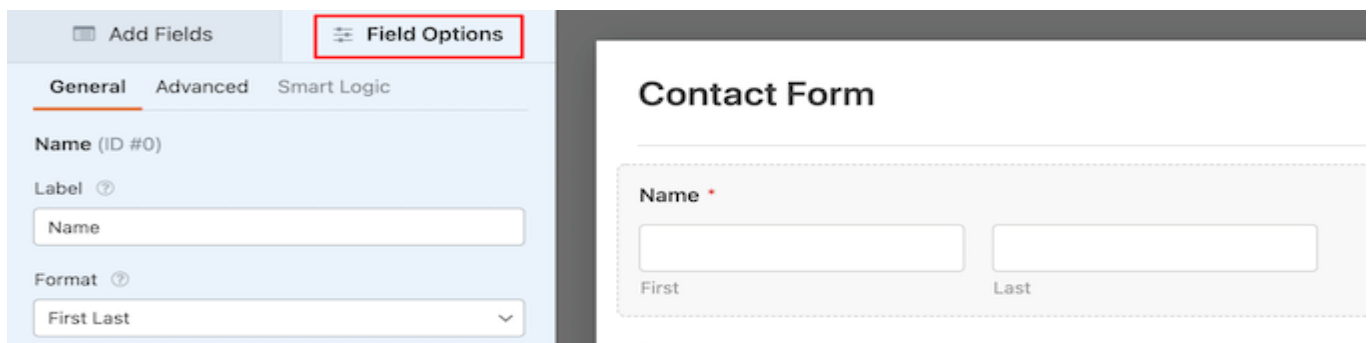 Add Fields
Field Options
General Advanced Smart Logic
Name (ID #0)
Label
Name
Format
First Last
Contact Form
Name *
First Last